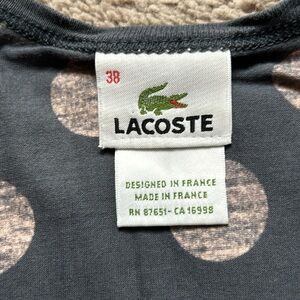 38
LACOSTE
DESIGNED IN FRANCE
MADE IN FRANCE
RN 87651-CA 16998